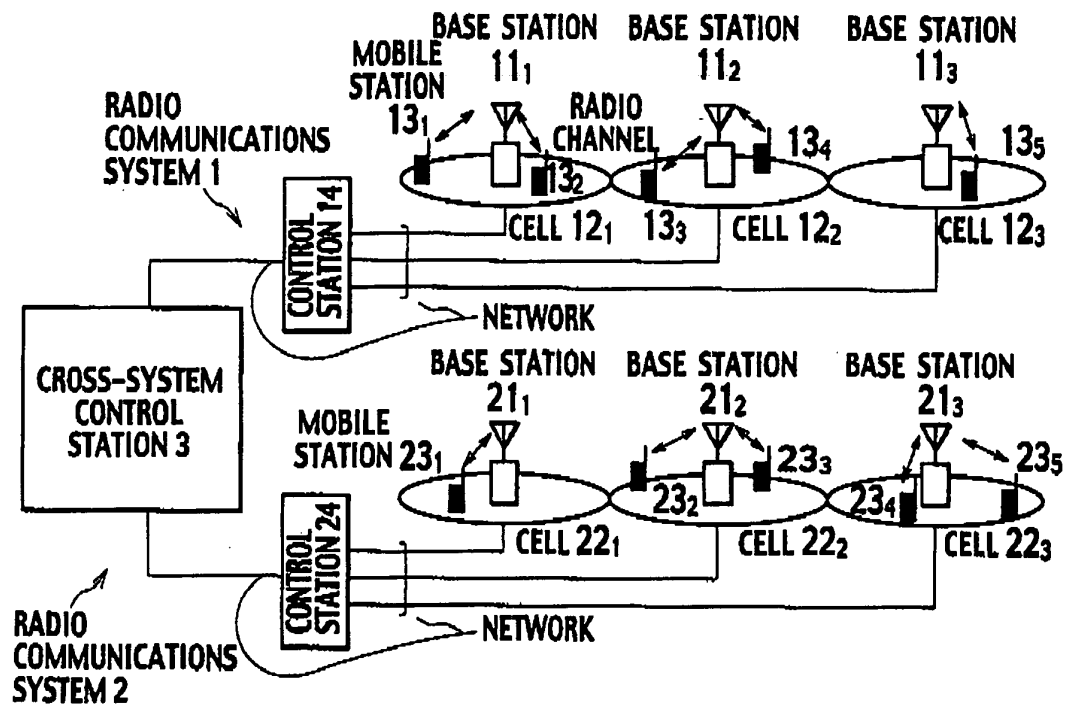 BASE STATION
11₁
BASE STATION
11₂
BASE STATION
11₃
MOBILE
STATION
13₁
RADIO
CHANNEL
13₂
13₃
13₄
13₅
RADIO
COMMUNICATIONS
SYSTEM 1
CONTROL
STATION 14
CELL 12₁
CELL 12₂
CELL 12₃
NETWORK
CROSS-SYSTEM
CONTROL
STATION 3
BASE STATION
21₁
BASE STATION
21₂
BASE STATION
21₃
MOBILE
STATION 23₁
23₂
23₃
23₄
23₅
CONTROL
STATION 24
CELL 22₁
CELL 22₂
CELL 22₃
NETWORK
RADIO
COMMUNICATIONS
SYSTEM 2